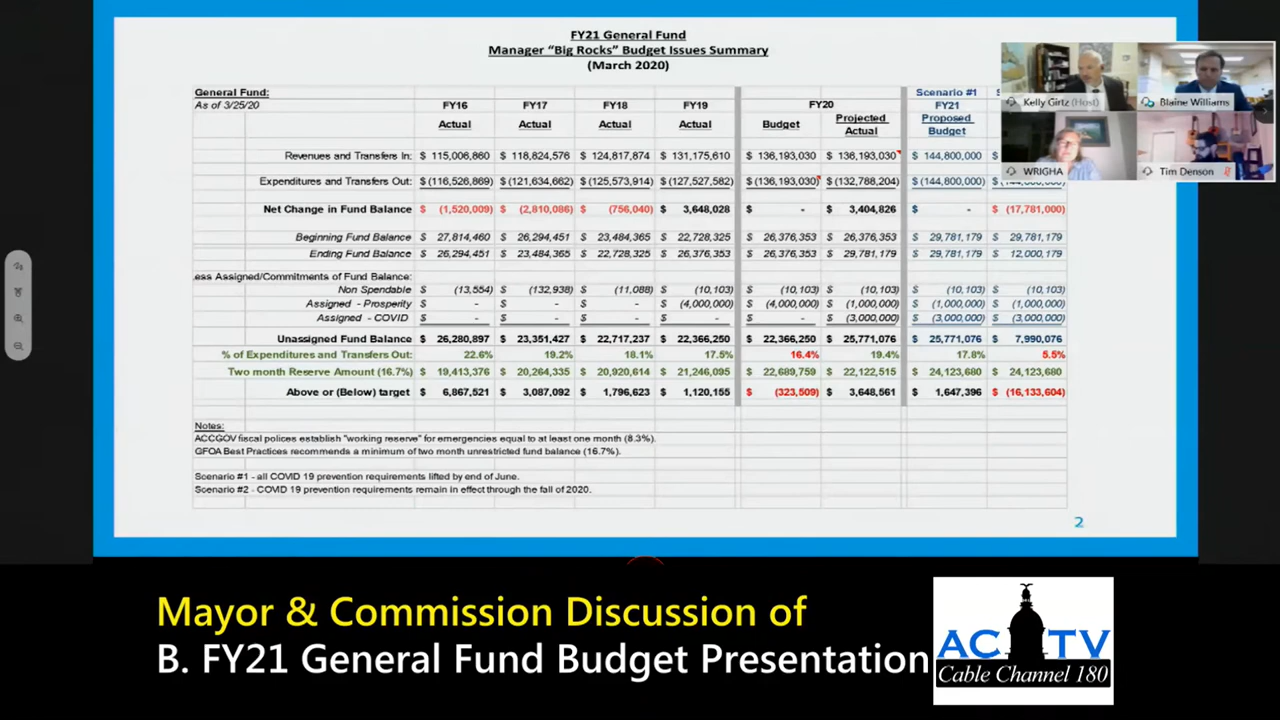 FY21 General Fund
Manager "Big Rocks" Budget Issues Summary
(March 2020)
General Fund: Scenario #1
As of 3/25/20 FY16 FY17 FY18 FY19 FY20 FY21
Actual Actual Actual Actual Budget Projected Actual Proposed Budget
Revenues and Transfers In: $ 115,006,860 $ 118,824,576 $ 124,817,874 $ 131,175,610 $ 136,193,030 $ 136,193,030 $ 144,800,000
Expenditures and Transfers Out: $ (116,526,869) $ (121,634,662) $ (125,573,914) $ (127,527,582) $ (136,193,030) $ (132,788,204) $ (144,800,000)
Net Change in Fund Balance $ (1,520,009) $ (2,810,086) $ (756,040) $ 3,648,028 $ - $ 3,404,826 $ - $ (17,781,000)
Beginning Fund Balance $ 27,814,460 $ 26,294,451 $ 23,484,365 $ 22,728,325 $ 26,376,353 $ 26,376,353 $ 29,781,179 $ 29,781,179
Ending Fund Balance $ 26,294,451 $ 23,484,365 $ 22,728,325 $ 26,376,353 $ 26,376,353 $ 29,781,179 $ 29,781,179 $ 12,000,179
ess Assigned/Commitments of Fund Balance:
Non Spendable $ (13,554) $ (132,938) $ (11,088) $ (10,103) $ (10,103) $ (10,103) $ (10,103) $ (10,103)
Assigned - Prosperity $ - $ - $ - $ (4,000,000) $ (4,000,000) $ (1,000,000) $ (1,000,000) $ (1,000,000)
Assigned - COVID $ - $ - $ - $ - $ - $ (3,000,000) $ (3,000,000) $ (3,000,000)
Unassigned Fund Balance $ 26,280,897 $ 23,351,427 $ 22,717,237 $ 22,366,250 $ 22,366,250 $ 25,771,076 $ 25,771,076 $ 7,990,076
% of Expenditures and Transfers Out: 22.6% 19.2% 18.1% 17.5% 16.4% 19.4% 17.8% 5.5%
Two month Reserve Amount (16.7%) $ 19,413,376 $ 20,264,335 $ 20,920,614 $ 21,246,095 $ 22,689,759 $ 22,122,515 $ 24,123,680 $ 24,123,680
Above or (Below) target $ 6,867,521 $ 3,087,092 $ 1,796,623 $ 1,120,155 $ (323,509) $ 3,648,561 $ 1,647,396 $ (16,133,604)
Notes:
ACCGOV fiscal polices establish "working reserve" for emergencies equal to at least one month (8.3%).
GFOA Best Practices recommends a minimum of two month unrestricted fund balance (16.7%).
Scenario #1 - all COVID 19 prevention requirements lifted by end of June.
Scenario #2 - COVID 19 prevention requirements remain in effect through the fall of 2020.
2
Kelly Girtz (Host)
Blaine Williams
WRIGHA
Tim Denson
Mayor & Commission Discussion of
B. FY21 General Fund Budget Presentation
AC TV
Cable Channel 180